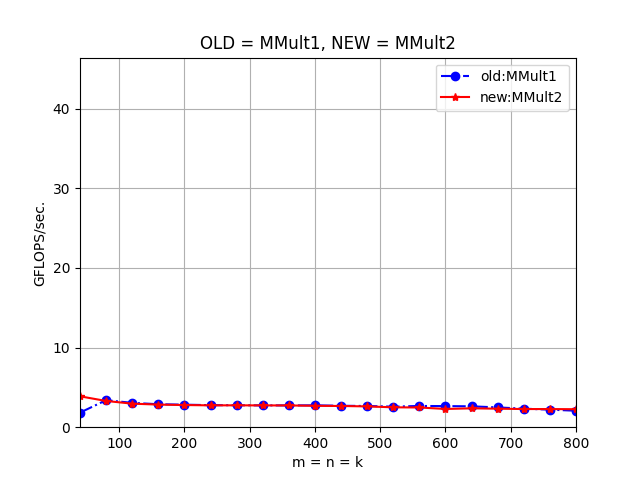 OLD = MMult1, NEW = MMult2
old:MMult1
new:MMult2
GFLOPS/sec.
40
30
20
10
0
100 200 300 400 500 600 700 800
m = n = k